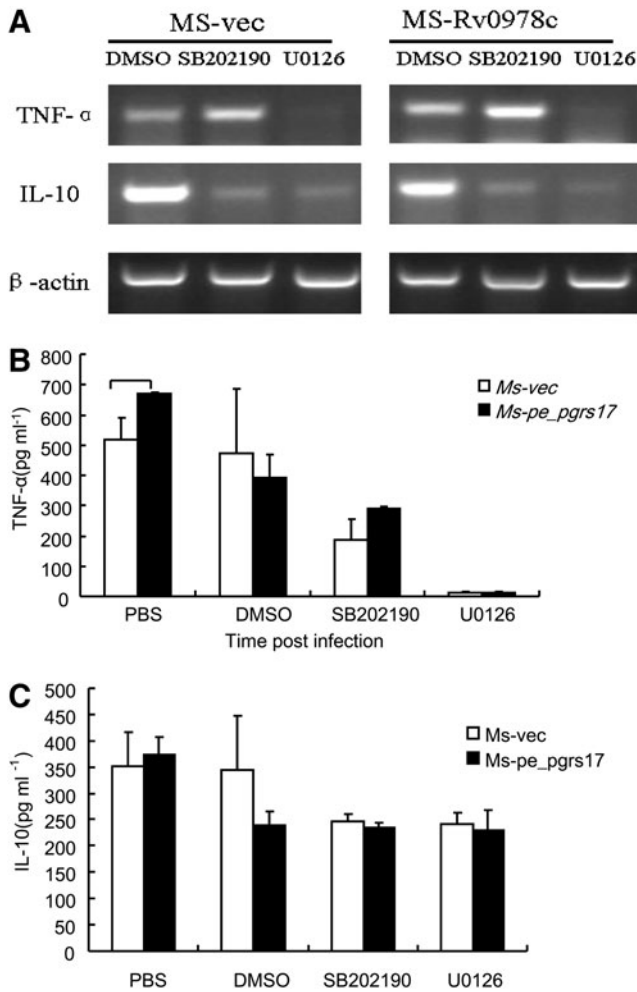 A
MS-vec MS-Rv0978c
DMSO SB202190 U0126 DMSO SB202190 U0126
TNF-α
IL-10
β-actin
B
800
700
600
500
400
300
200
100
0
TNF-α(pg ml⁻¹)
Ms-vec
Ms-pe_pgrs17
PBS DMSO SB202190 U0126
Time post infection
C
500
450
400
350
300
250
200
150
100
50
0
IL-10(pg ml⁻¹)
Ms-vec
Ms-pe_pgrs17
PBS DMSO SB202190 U0126